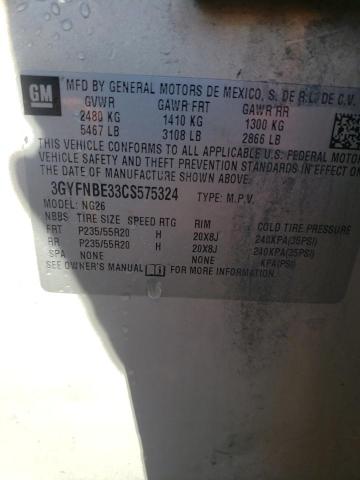 GM
MFD BY GENERAL MOTORS DE MEXICO, S. DE R.L. DE C.V.
GVWR GAWR FRT GAWR RR
2480 KG 1410 KG 1300 KG
5467 LB 3108 LB 2866 LB
THIS VEHICLE CONFORMS TO ALL APPLICABLE U.S. FEDERAL MOTOR
VEHICLE SAFETY AND THEFT PREVENTION STANDARDS IN EFFECT ON
THE DATE OF MANUFACTURE SHOWN ABOVE.
3GYFNBE33CS575324 TYPE: M.P.V.
MODEL: NG26
NBBS TIRE SIZE SPEED RTG RIM COLD TIRE PRESSURE
FRT P235/55R20 H 20X8J 240KPA(35PSI)
RR P235/55R20 H 20X8J 240KPA(35PSI)
SPA NONE NONE KPA(PSI)
SEE OWNER'S MANUAL FOR ADDITIONAL INFORMATION.